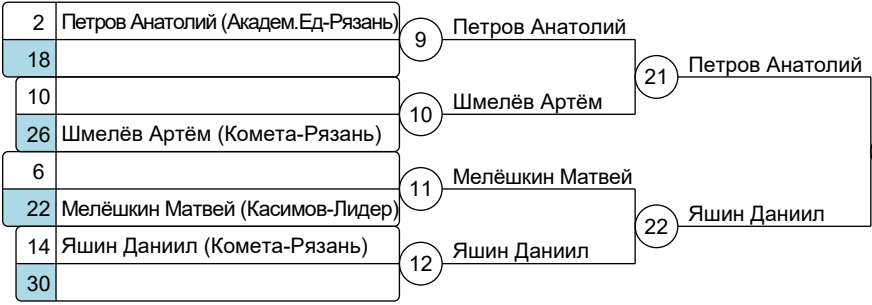 2 Петров Анатолий (Академ.Ед-Рязань)
9 Петров Анатолий
18
21 Петров Анатолий
10
10 Шмелёв Артём
26 Шмелёв Артём (Комета-Рязань)
6
11 Мелёшкин Матвей
22 Мелёшкин Матвей (Касимов-Лидер)
22 Яшин Даниил
14 Яшин Даниил (Комета-Рязань)
12 Яшин Даниил
30